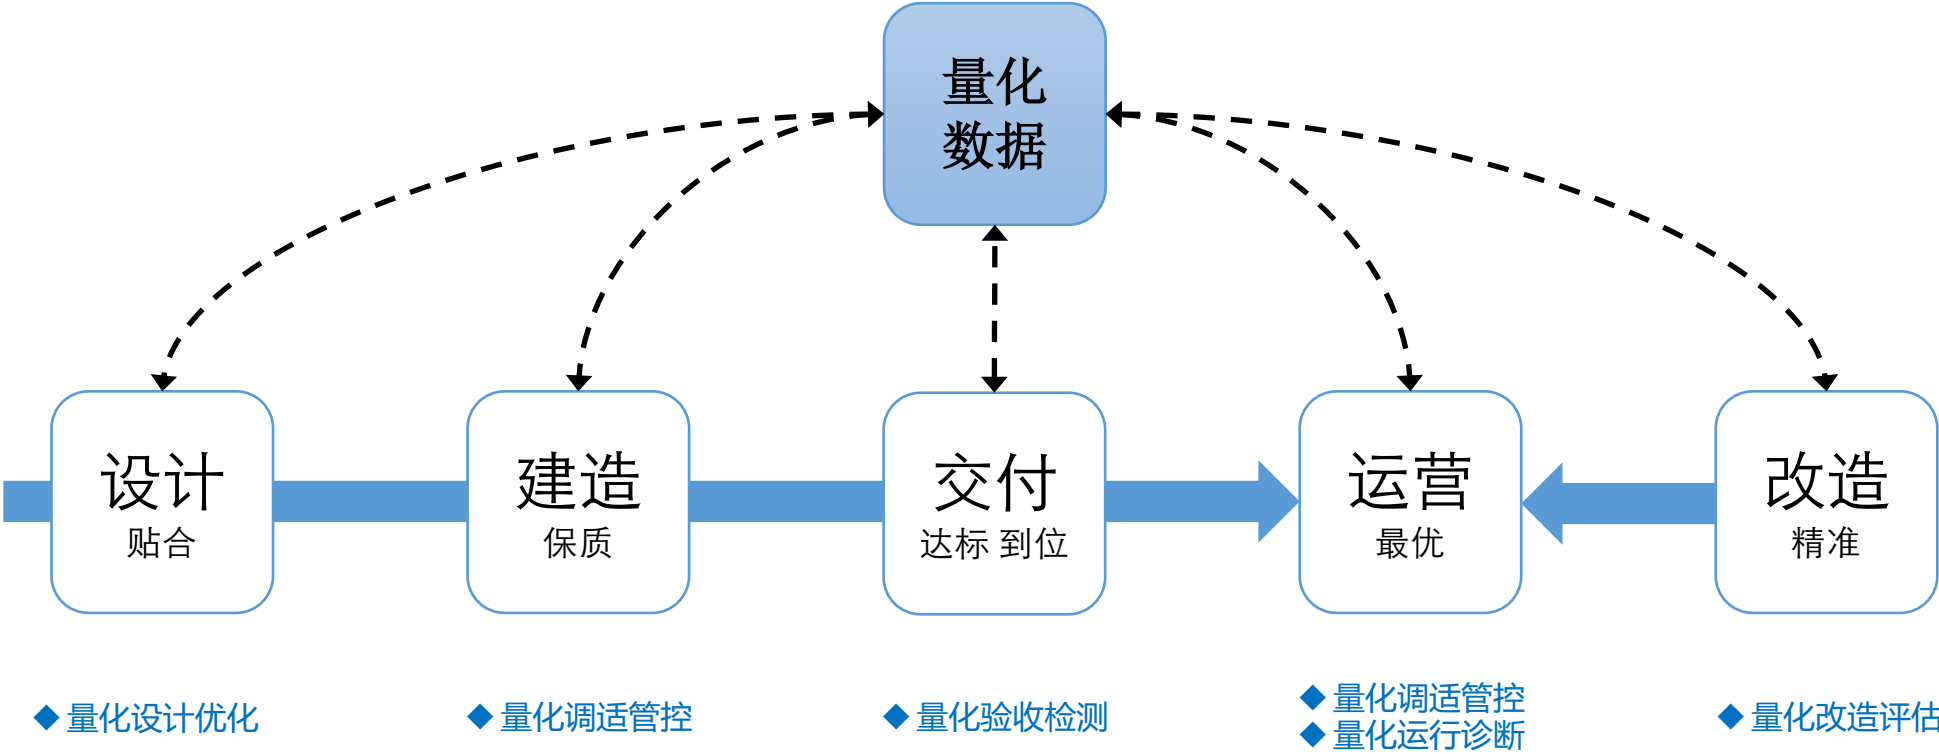 量化
数据
设计
贴合
建造
保质
交付
达标 到位
运营
最优
改造
精准
◆ 量化设计优化
◆ 量化调适管控
◆ 量化验收检测
◆ 量化调适管控
◆ 量化运行诊断
◆ 量化改造评估